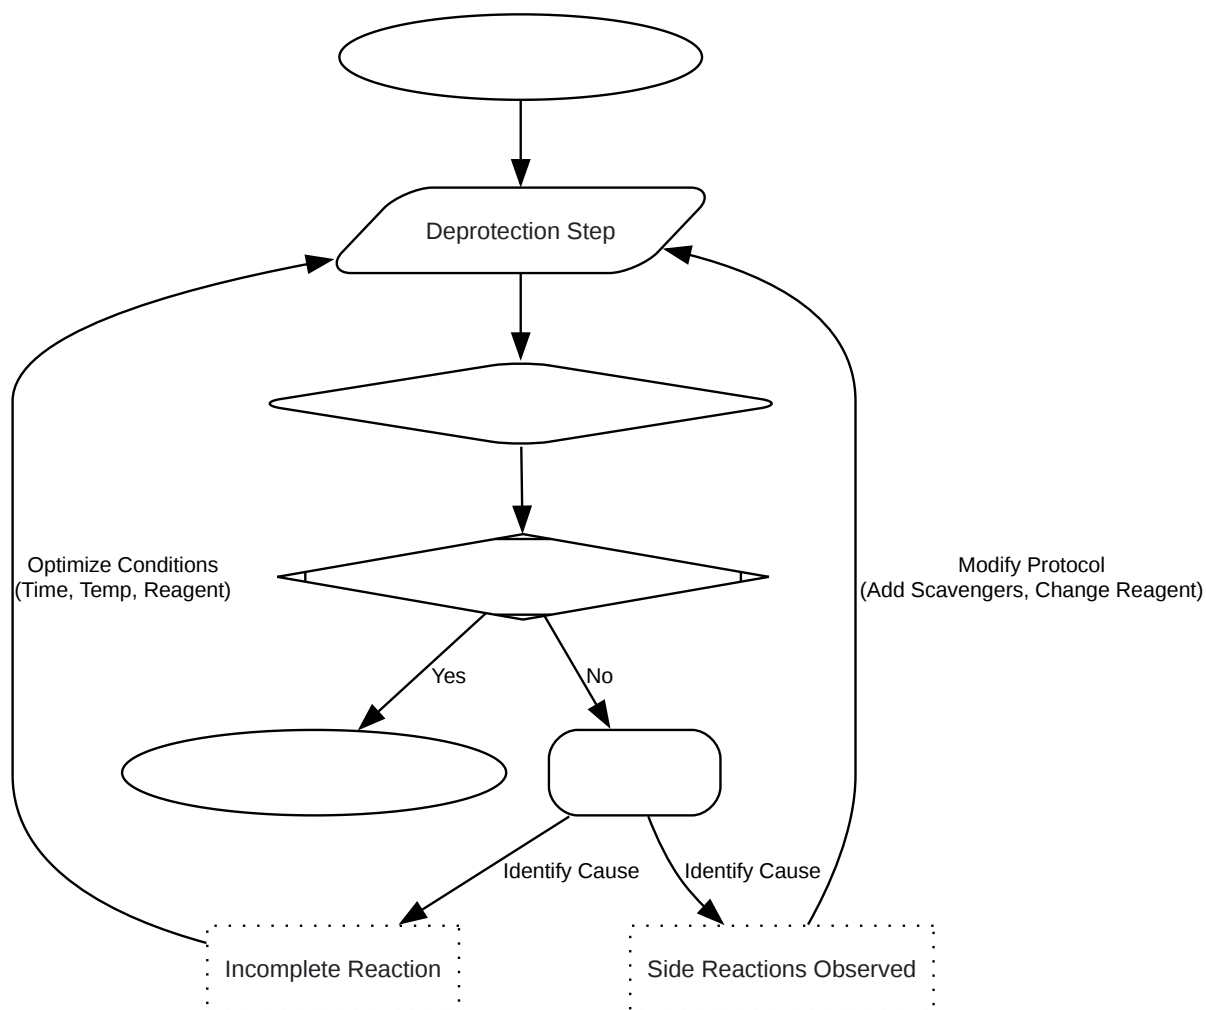 Deprotection Step
Optimize Conditions
(Time, Temp, Reagent)
Modify Protocol
(Add Scavengers, Change Reagent)
Yes
No
Identify Cause
Identify Cause
Incomplete Reaction
Side Reactions Observed